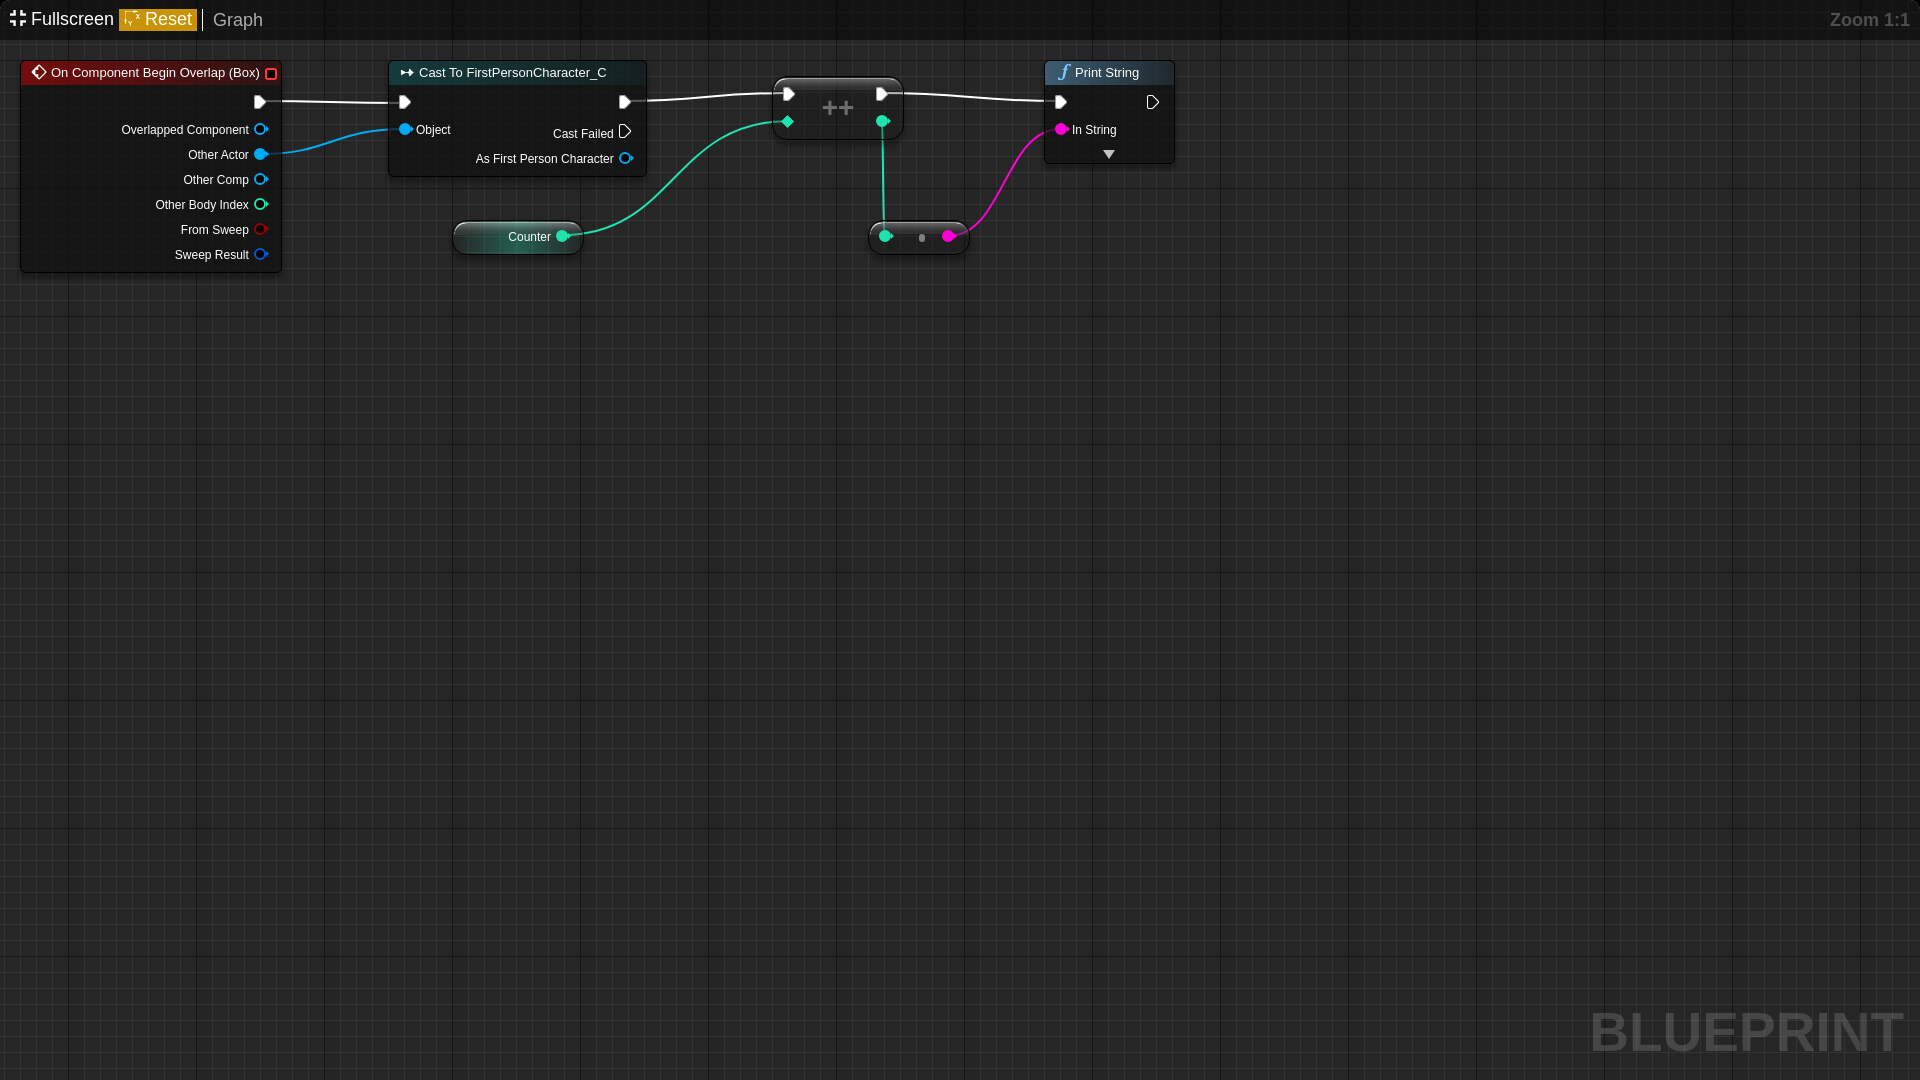 Fullscreen Reset Graph Zoom 1:1
On Component Begin Overlap (Box)
Overlapped Component
Other Actor
Other Comp
Other Body Index
From Sweep
Sweep Result
Cast To FirstPersonCharacter_C
Object
Cast Failed
As First Person Character
Counter
++
Print String
In String
BLUEPRINT